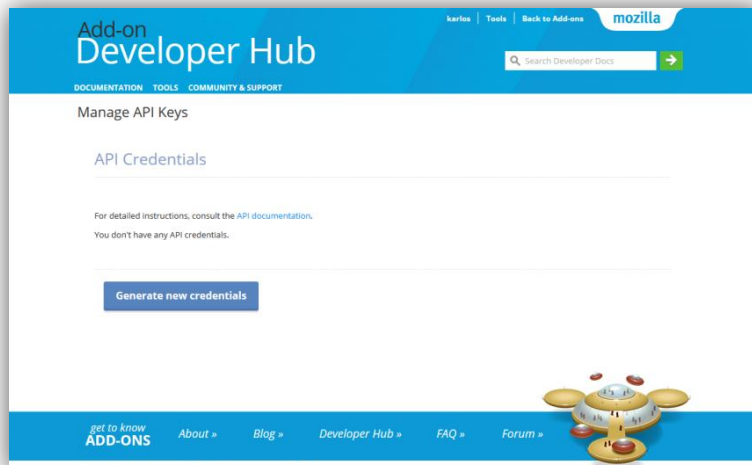 karlos | Tools | Back to Add-ons
mozilla
Add-on
Developer Hub
Search Developer Docs
DOCUMENTATION TOOLS COMMUNITY & SUPPORT
Manage API Keys
API Credentials
For detailed instructions, consult the API documentation.
You don't have any API credentials.
Generate new credentials
get to know
ADD-ONS
About »
Blog »
Developer Hub »
FAQ »
Forum »